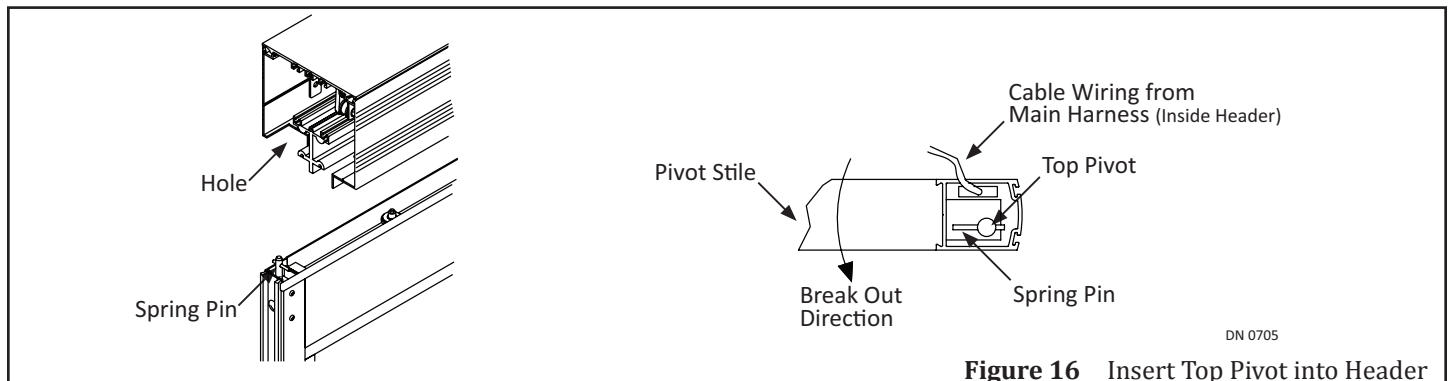 Hole
Spring Pin
Cable Wiring from
Main Harness (Inside Header)
Pivot Stile
Top Pivot
Break Out
Direction
Spring Pin
DN 0705
Figure 16 Insert Top Pivot into Header